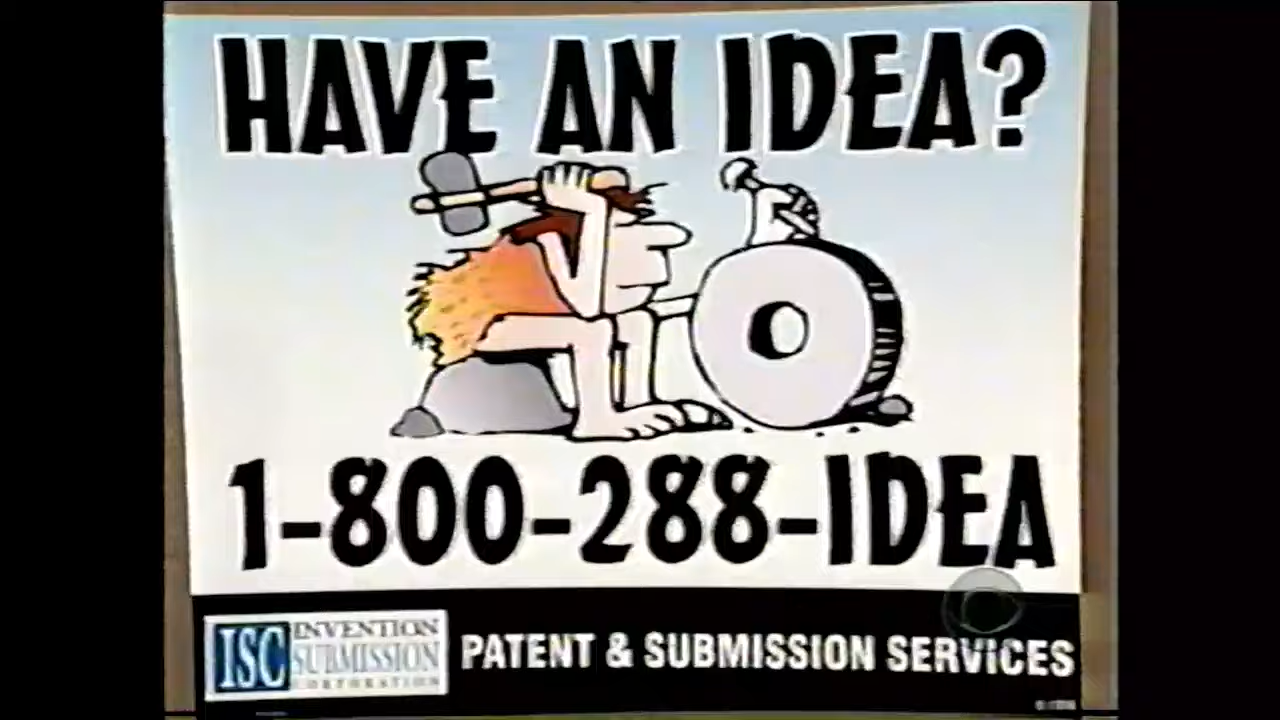 HAVE AN IDEA?
1-800-288-IDEA
ISC INVENTION
SUBMISSION
CORPORATION
PATENT & SUBMISSION SERVICES